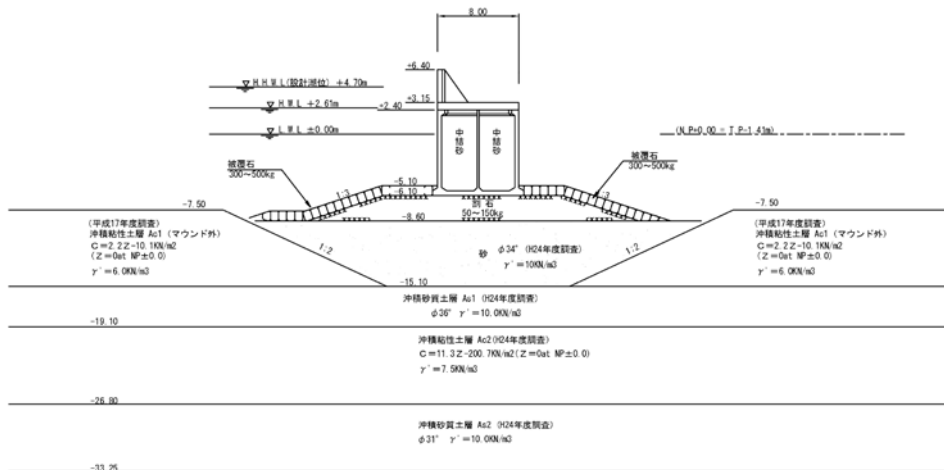 8.00
+6.40
H.H.W.L(設計潮位) +4.70m
+3.15
H.W.L +2.61m
+2.40
L.W.L ±0.00m
(N.P±0.00 = T.P-1.41m)
中詰砂
中詰砂
被覆石
300～500kg
被覆石
300～500kg
1:3
-5.10
-6.10
割石
50～150kg
-7.50
-7.50
-8.60
(平成17年度調査)
沖積粘性土層 Ac1 (マウンド外)
C=2.2Z-10.1KN/m2
(Z=0at NP±0.0)
γ'=6.0KN/m3
1:2
砂 φ34° (H24年度調査)
γ'=10KN/m3
1:2
(平成17年度調査)
沖積粘性土層 Ac1 (マウンド外)
C=2.2Z-10.1KN/m2
(Z=0at NP±0.0)
γ'=6.0KN/m3
-15.10
沖積砂質土層 As1 (H24年度調査)
φ36° γ'=10.0KN/m3
-19.10
沖積粘性土層 Ac2(H24年度調査)
C=11.3Z-200.7KN/m2(Z=0at NP±0.0)
γ'=7.5KN/m3
-26.80
沖積砂質土層 As2 (H24年度調査)
φ31° γ'=10.0KN/m3
-33.25